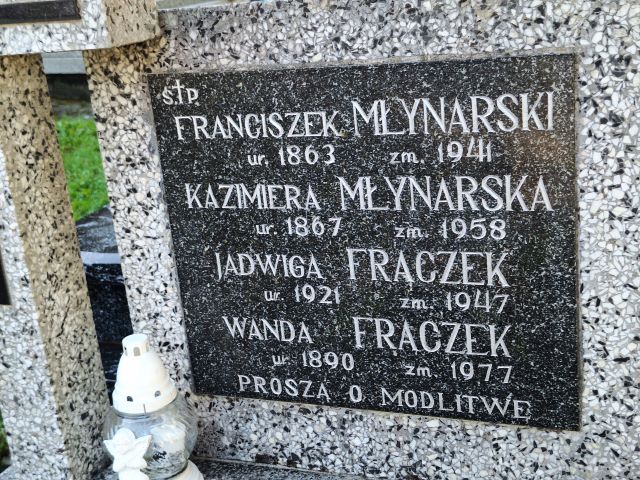 Ś†P.
FRANCISZEK MŁYNARSKI
ur. 1863 zm. 1941
KAZIMIERA MŁYNARSKA
ur. 1867 zm. 1958
JADWIGA FRĄCZEK
ur. 1921 zm. 1947
WANDA FRĄCZEK
ur. 1890 zm. 1977
PROSZĄ O MODLITWĘ